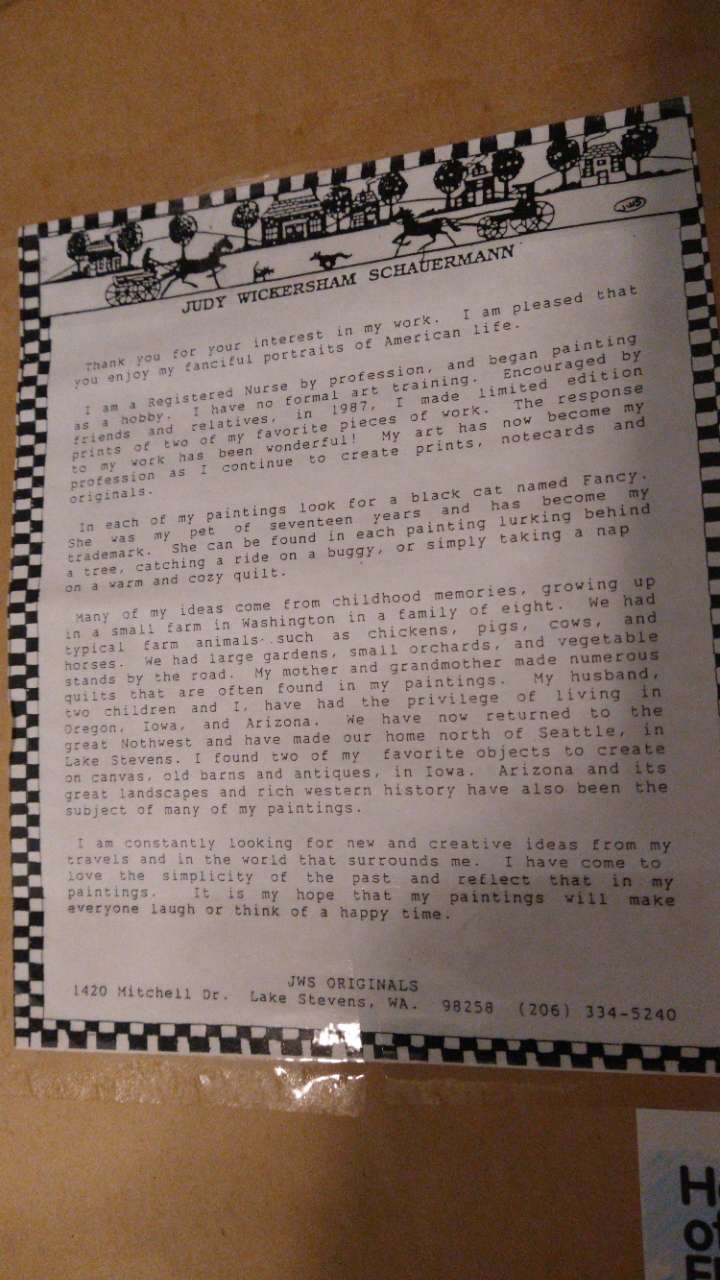 JWS
JUDY WICKERSHAM SCHAUERMANN
Thank you for your interest in my work. I am pleased that
you enjoy my fanciful portraits of American life.
I am a Registered Nurse by profession, and began painting
as a hobby. I have no formal art training. Encouraged by
friends and relatives, in 1987, I made limited edition
prints of two of my favorite pieces of work. The response
to my work has been wonderful! My art has now become my
profession as I continue to create prints, notecards and
originals.
In each of my paintings look for a black cat named Fancy.
She was my pet of seventeen years and has become my
trademark. She can be found in each painting lurking behind
a tree, catching a ride on a buggy, or simply taking a nap
on a warm and cozy quilt.
Many of my ideas come from childhood memories, growing up
in a small farm in Washington in a family of eight. We had
typical farm animals such as chickens, pigs, cows, and
horses. We had large gardens, small orchards, and vegetable
stands by the road. My mother and grandmother made numerous
quilts that are often found in my paintings. My husband,
two children and I, have had the privilege of living in
Oregon, Iowa, and Arizona. We have now returned to the
great Nothwest and have made our home north of Seattle, in
Lake Stevens. I found two of my favorite objects to create
on canvas, old barns and antiques, in Iowa. Arizona and its
great landscapes and rich western history have also been the
subject of many of my paintings.
I am constantly looking for new and creative ideas from my
travels and in the world that surrounds me. I have come to
love the simplicity of the past and reflect that in my
paintings. It is my hope that my paintings will make
everyone laugh or think of a happy time.
JWS ORIGINALS
1420 Mitchell Dr. Lake Stevens, WA. 98258 (206) 334-5240